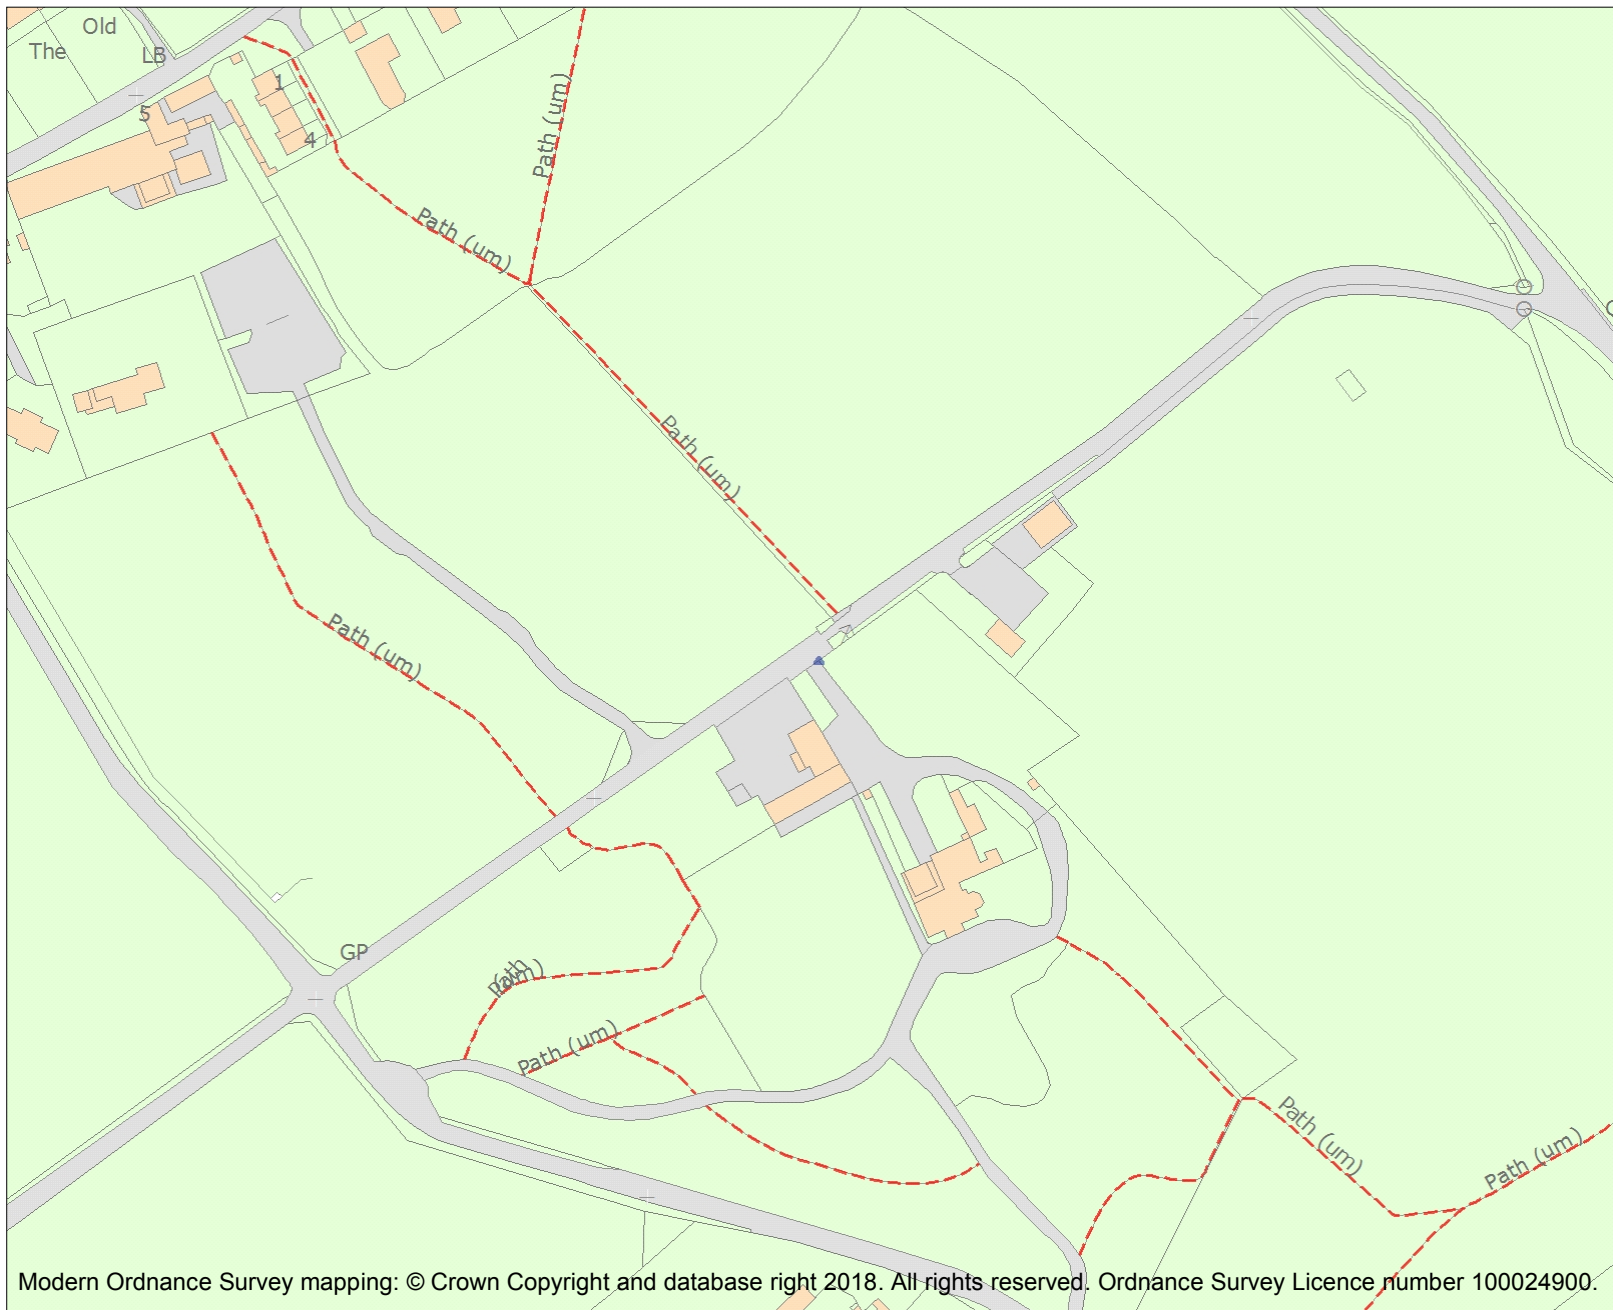 Old
The
LB
1
5
4
Path (um)
Path (um)
Path (um)
Path (um)
GP
Path (um)
Path (um)
Path (um)
Path (um)
Modern Ordnance Survey mapping: © Crown Copyright and database right 2018. All rights reserved. Ordnance Survey Licence number 100024900.